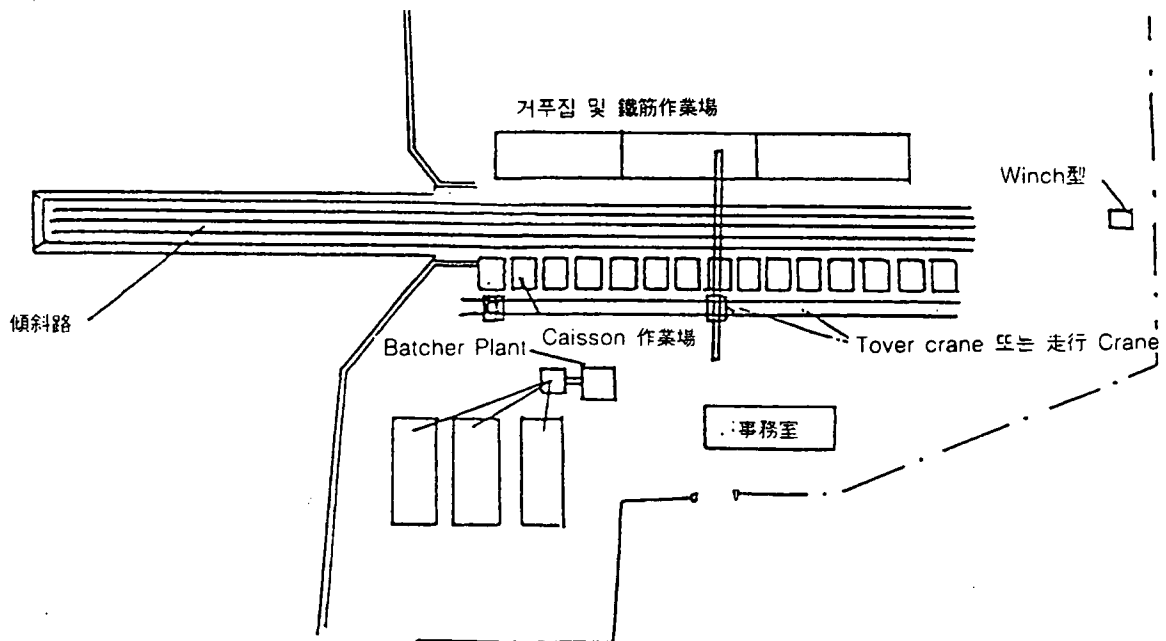 거푸집 및 鐵筋作業場
Winch型
傾斜路
Caisson 作業場
Batcher Plant
Tover crane 또는 走行 Crane
事務室